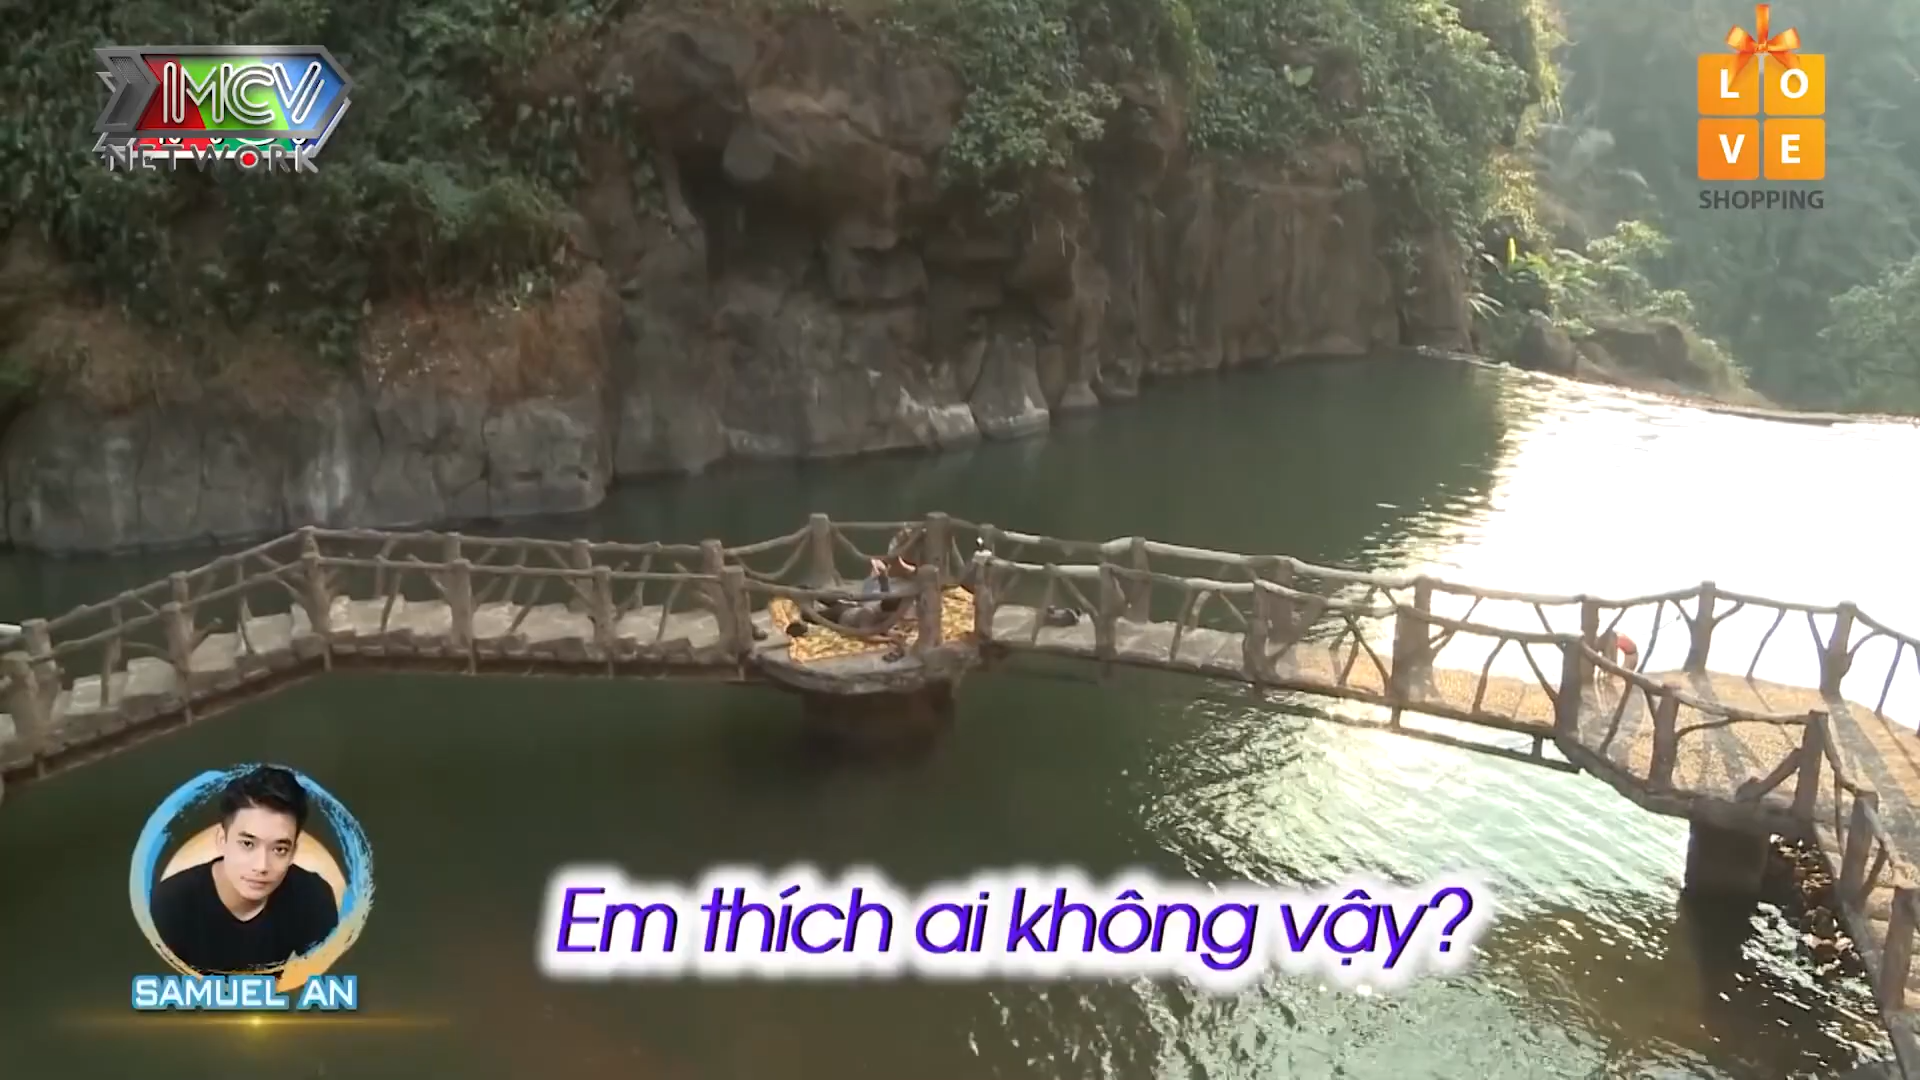 MCV
NETWORK
L O
V E
SHOPPING
Em thích ai không vậy?
SAMUEL AN